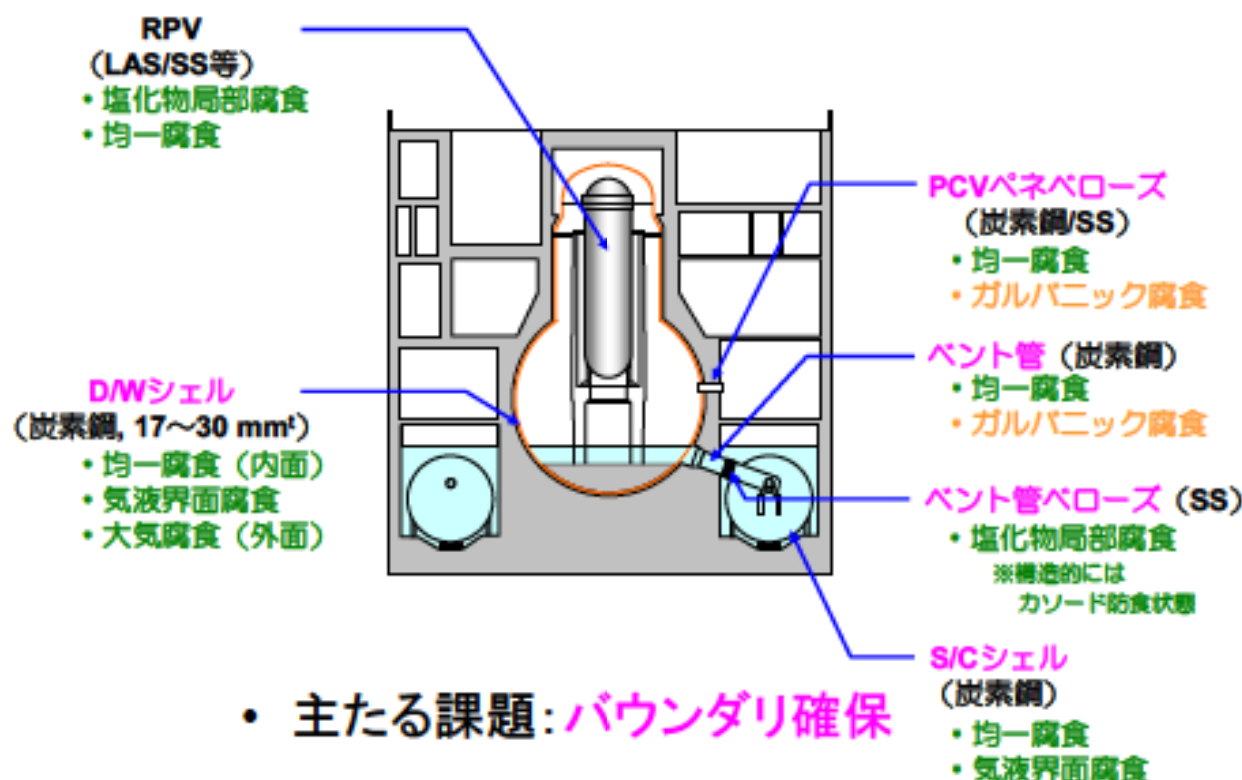 RPV
（LAS/SS等）
・塩化物局部腐食
・均一腐食
D/Wシェル
（炭素鋼, 17～30 mmᵗ）
・均一腐食（内面）
・気液界面腐食
・大気腐食（外面）
PCVペネベローズ
（炭素鋼/SS）
・均一腐食
・ガルバニック腐食
ベント管（炭素鋼）
・均一腐食
・ガルバニック腐食
ベント管ベローズ（SS）
・塩化物局部腐食
※構造的には
カソード防食状態
S/Cシェル
（炭素鋼）
・均一腐食
・気液界面腐食
• 主たる課題：バウンダリ確保